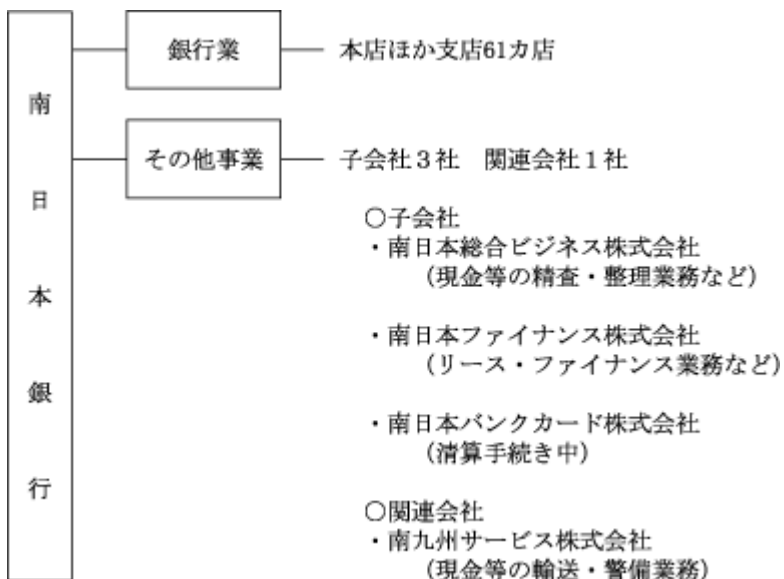 南日本銀行
銀行業
本店ほか支店61カ店
その他事業
子会社3社 関連会社1社
○子会社
・南日本総合ビジネス株式会社
(現金等の精査・整理業務など)
・南日本ファイナンス株式会社
(リース・ファイナンス業務など)
・南日本バンクカード株式会社
(清算手続き中)
○関連会社
・南九州サービス株式会社
(現金等の輸送・警備業務)